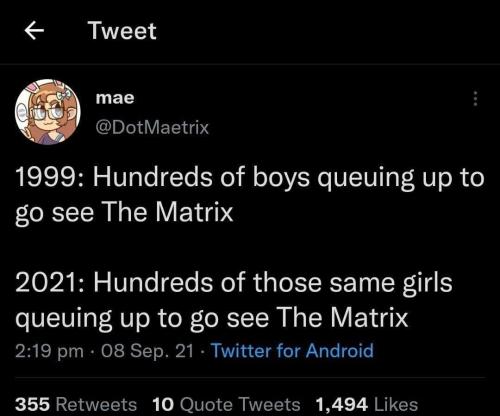 Tweet
mae
@DotMaetrix
1999: Hundreds of boys queuing up to
go see The Matrix
2021: Hundreds of those same girls
queuing up to go see The Matrix
2:19 pm · 08 Sep. 21 · Twitter for Android
355 Retweets 10 Quote Tweets 1,494 Likes